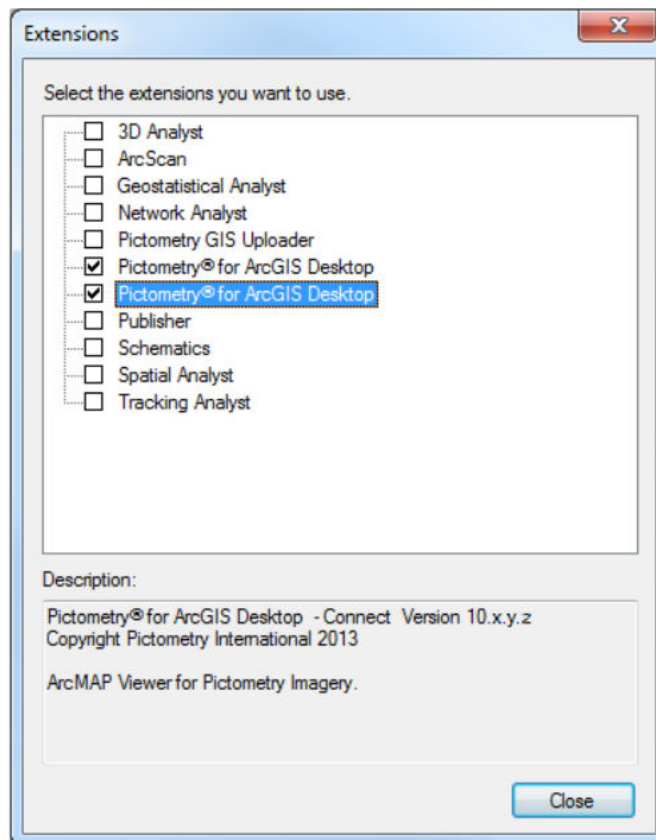 Extensions
Select the extensions you want to use.
3D Analyst
ArcScan
Geostatistical Analyst
Network Analyst
Pictometry GIS Uploader
Pictometry® for ArcGIS Desktop
Pictometry® for ArcGIS Desktop
Publisher
Schematics
Spatial Analyst
Tracking Analyst
Description:
Pictometry® for ArcGIS Desktop - Connect Version 10.x.y.z
Copyright Pictometry International 2013
ArcMAP Viewer for Pictometry Imagery.
Close